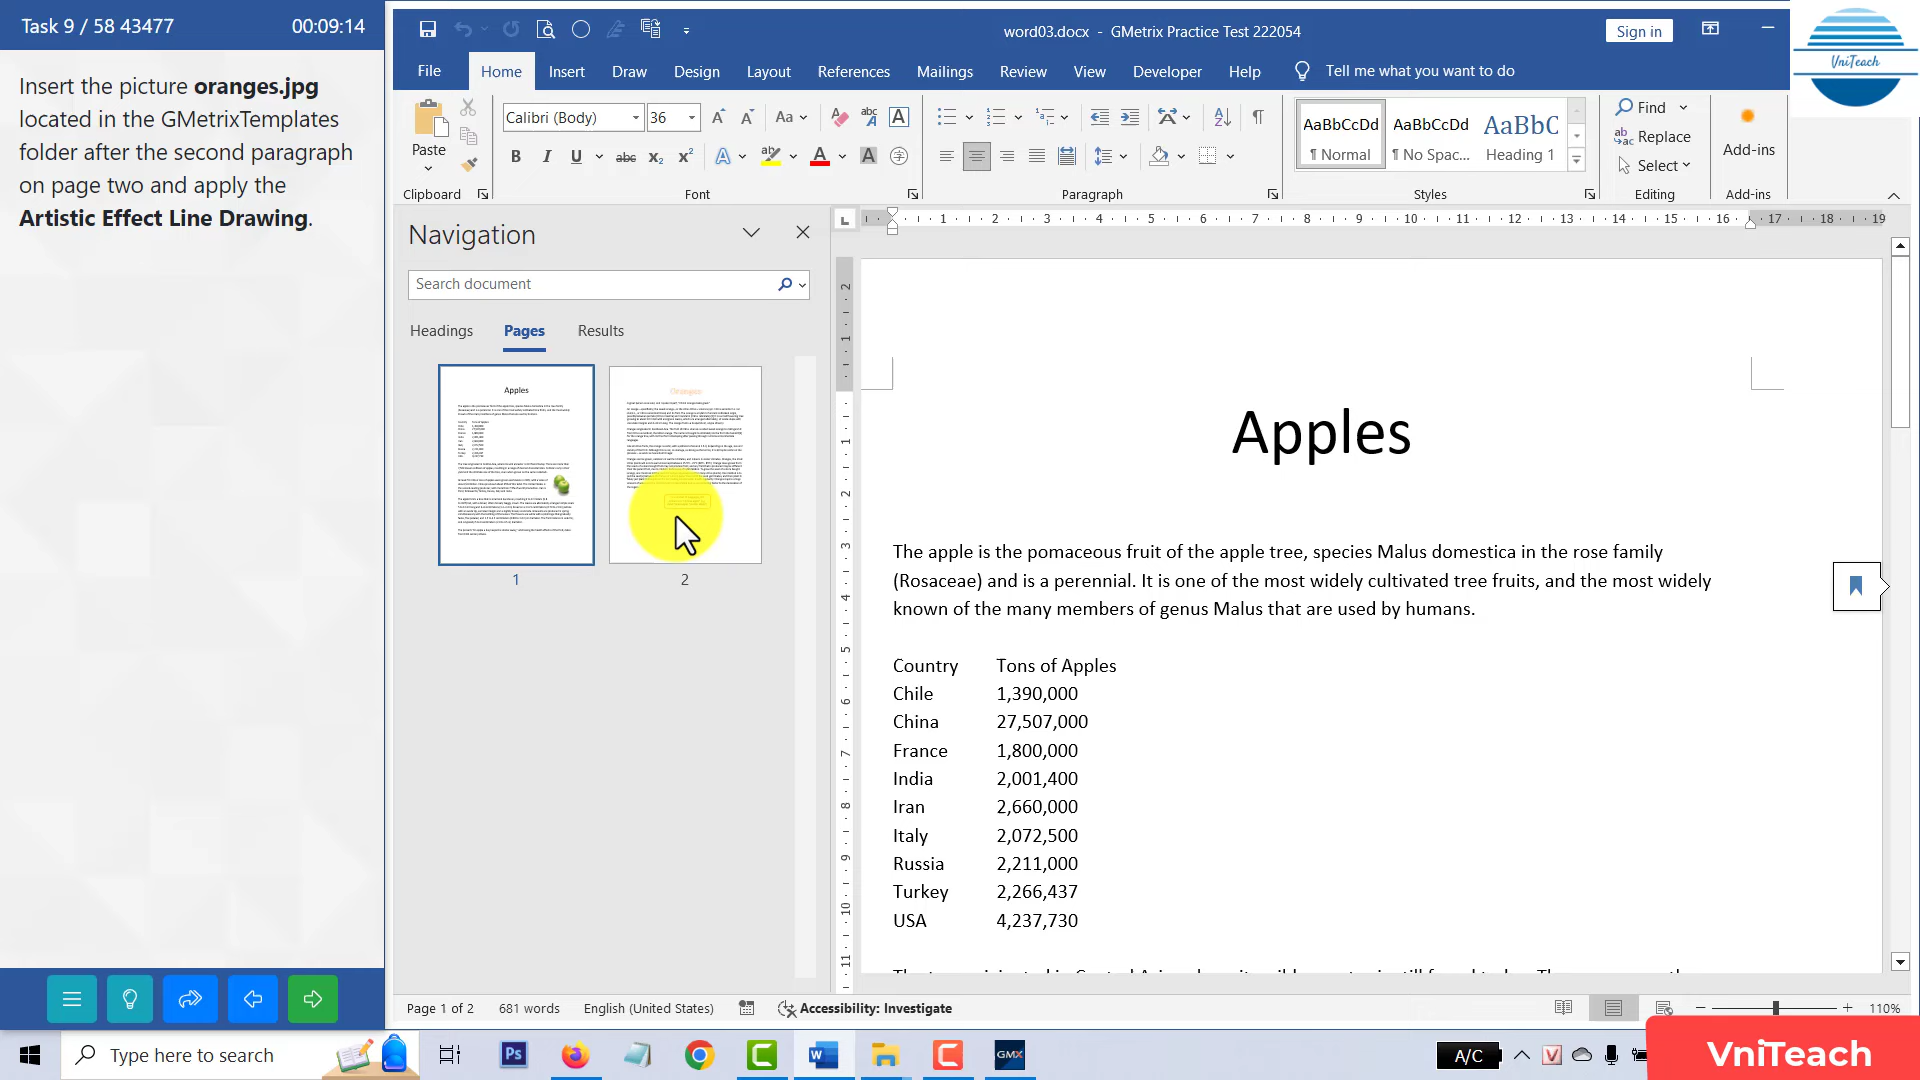 Task 9 / 58 43477
00:09:14
Insert the picture oranges.jpg
located in the GMetrixTemplates
folder after the second paragraph
on page two and apply the
Artistic Effect Line Drawing.
word03.docx - GMetrix Practice Test 222054
Sign in
UniTeach
File Home Insert Draw Design Layout References Mailings Review View Developer Help Tell me what you want to do
Paste
Clipboard
Calibri (Body) 36
Aa
Font
Paragraph
AaBbCcDd AaBbCcDd AaBbC
¶ Normal ¶ No Spac... Heading 1
Styles
Find
Replace
Select
Editing
Add-ins
Add-ins
Navigation
Search document
Headings Pages Results
Apples
Oranges
1 2
Apples
The apple is the pomaceous fruit of the apple tree, species Malus domestica in the rose family
(Rosaceae) and is a perennial. It is one of the most widely cultivated tree fruits, and the most widely
known of the many members of genus Malus that are used by humans.
Country Tons of Apples
Chile 1,390,000
China 27,507,000
France 1,800,000
India 2,001,400
Iran 2,660,000
Italy 2,072,500
Russia 2,211,000
Turkey 2,266,437
USA 4,237,730
Page 1 of 2 681 words English (United States) Accessibility: Investigate 110%
Type here to search
Ps
GMX
A/C
VniTeach